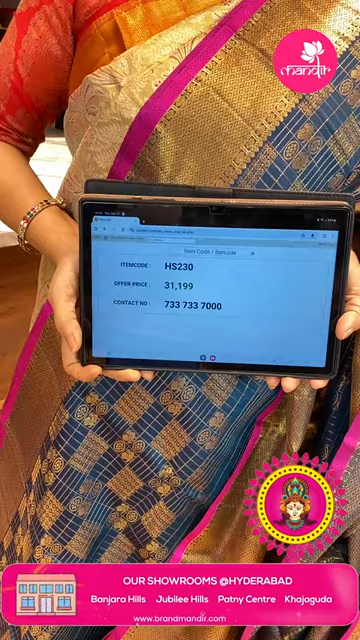 mandir
Item Code / Barcode
ITEMCODE : HS230
OFFER PRICE : 31,199
CONTACT NO : 733 733 7000
OUR SHOWROOMS @HYDERABAD
Banjara Hills Jubilee Hills Patny Centre Khajaguda
www.brandmandir.com